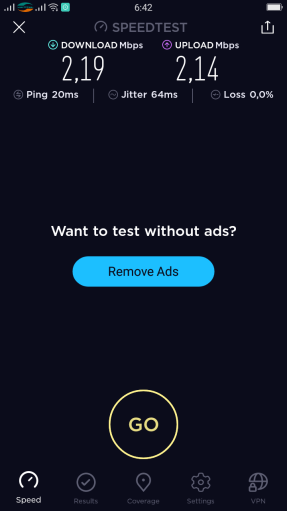 6:42
SPEEDTEST
DOWNLOAD Mbps UPLOAD Mbps
2,19 2,14
Ping 20ms Jitter 64ms Loss 0,0%
Want to test without ads?
Remove Ads
GO
Speed Results Coverage Settings VPN